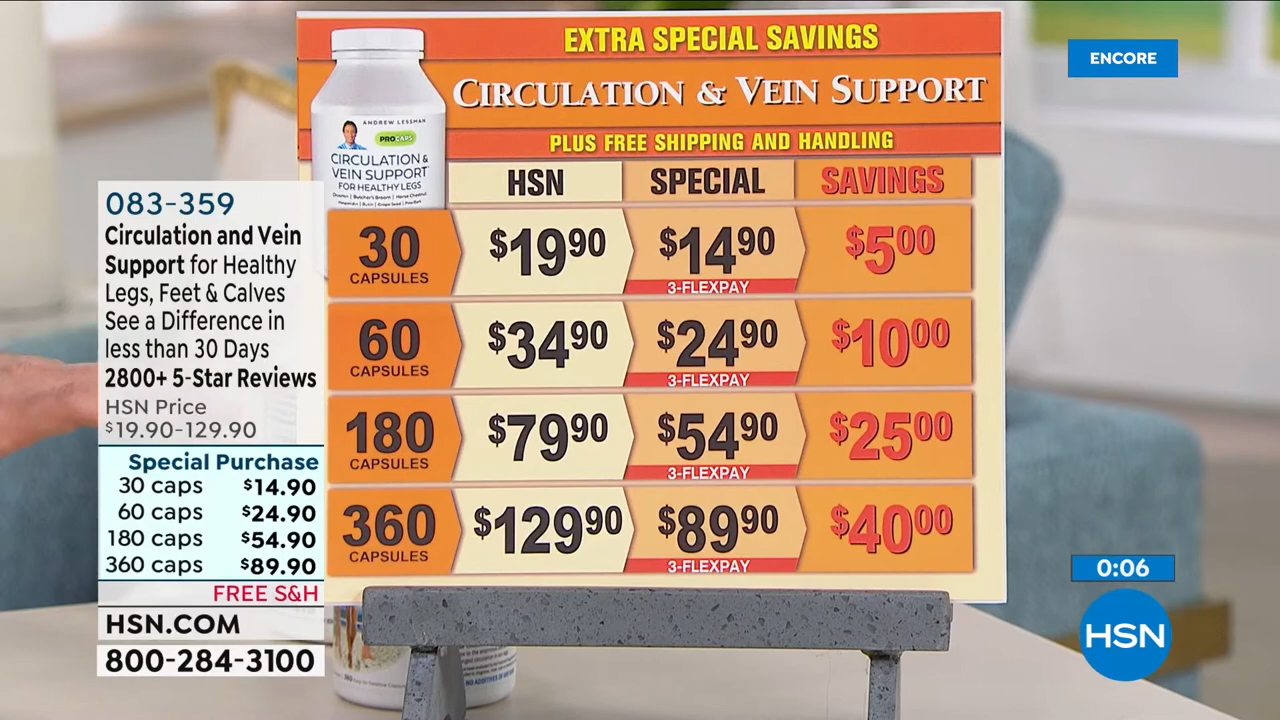 EXTRA SPECIAL SAVINGS
CIRCULATION & VEIN SUPPORT
PLUS FREE SHIPPING AND HANDLING
ANDREW LESSMAN
PROCAPS
CIRCULATION &
VEIN SUPPORT
FOR HEALTHY LEGS
HSN SPECIAL SAVINGS
30 CAPSULES $19.90 $14.90 $5.00
3-FLEXPAY
60 CAPSULES $34.90 $24.90 $10.00
3-FLEXPAY
180 CAPSULES $79.90 $54.90 $25.00
3-FLEXPAY
360 CAPSULES $129.90 $89.90 $40.00
3-FLEXPAY
ENCORE
083-359
Circulation and Vein
Support for Healthy
Legs, Feet & Calves
See a Difference in
less than 30 Days
2800+ 5-Star Reviews
HSN Price
$19.90-129.90
Special Purchase
30 caps $14.90
60 caps $24.90
180 caps $54.90
360 caps $89.90
FREE S&H
HSN.COM
800-284-3100
0:06
HSN